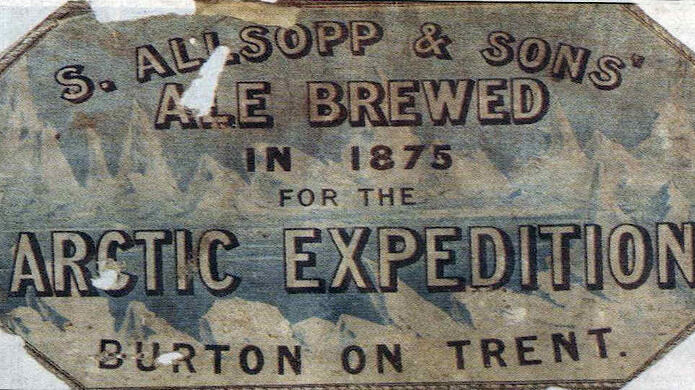 S. ALLSOPP & SONS'
ALE BREWED
IN 1875
FOR THE
ARCTIC EXPEDITION
BURTON ON TRENT.